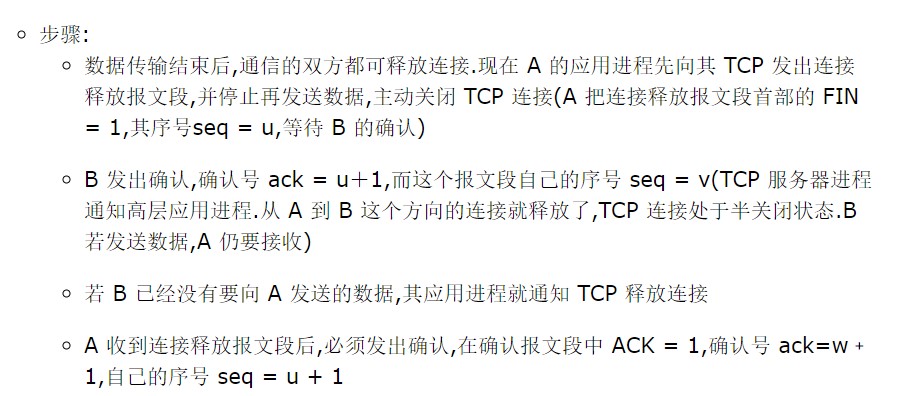 步骤:
数据传输结束后,通信的双方都可释放连接.现在 A 的应用进程先向其 TCP 发出连接
释放报文段,并停止再发送数据,主动关闭 TCP 连接(A 把连接释放报文段首部的 FIN
= 1,其序号seq = u,等待 B 的确认)
B 发出确认,确认号 ack = u+1,而这个报文段自己的序号 seq = v(TCP 服务器进程
通知高层应用进程.从 A 到 B 这个方向的连接就释放了,TCP 连接处于半关闭状态.B
若发送数据,A 仍要接收)
若 B 已经没有要向 A 发送的数据,其应用进程就通知 TCP 释放连接
A 收到连接释放报文段后,必须发出确认,在确认报文段中 ACK = 1,确认号 ack=w﹢
1,自己的序号 seq = u + 1